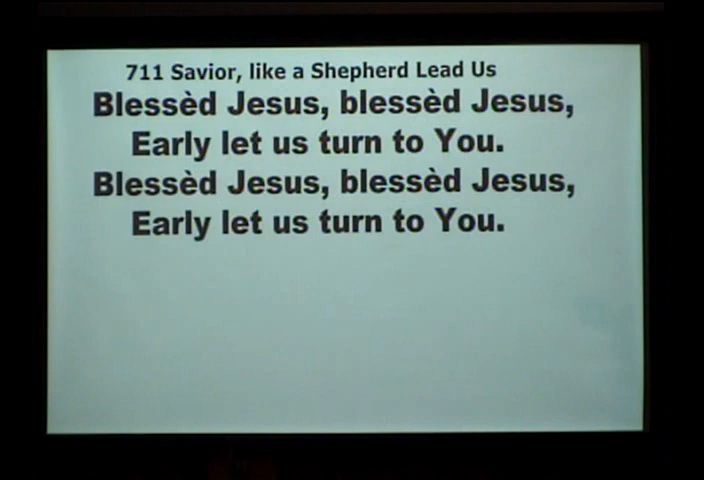 711 Savior, like a Shepherd Lead Us
Blessèd Jesus, blessèd Jesus,
Early let us turn to You.
Blessèd Jesus, blessèd Jesus,
Early let us turn to You.